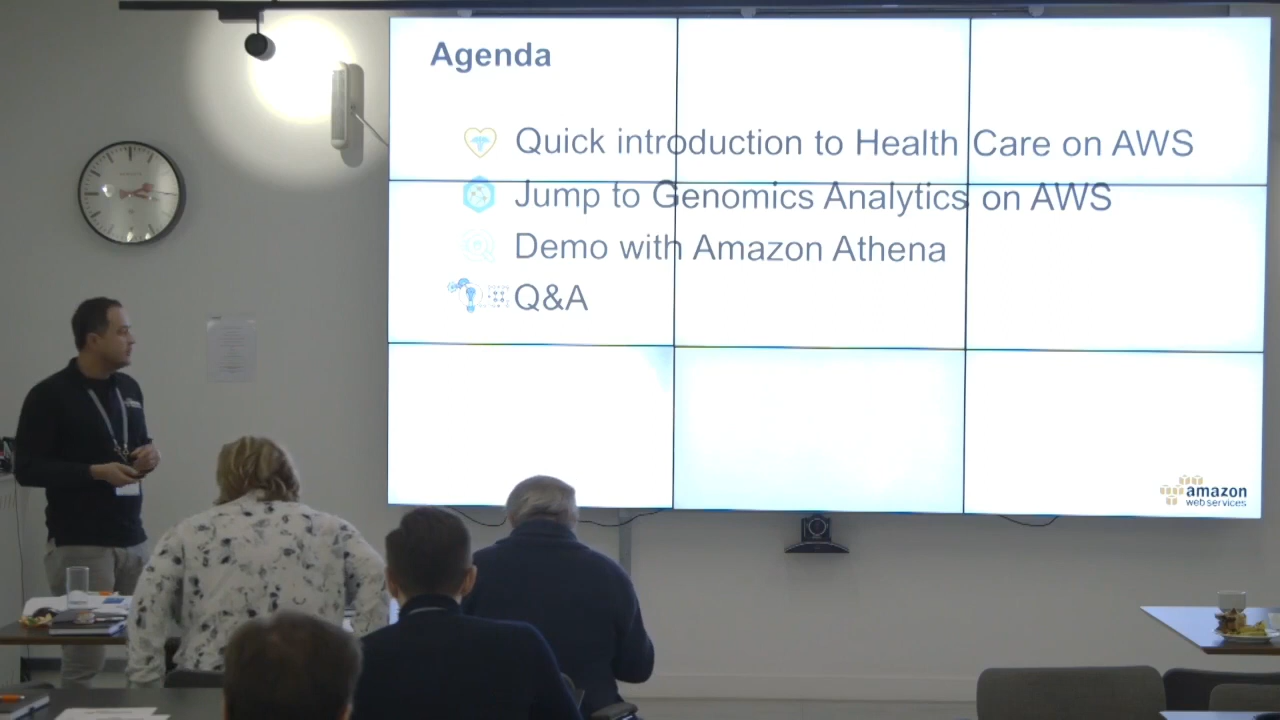 Agenda
Quick introduction to Health Care on AWS
Jump to Genomics Analytics on AWS
Demo with Amazon Athena
Q&A
amazon
web services